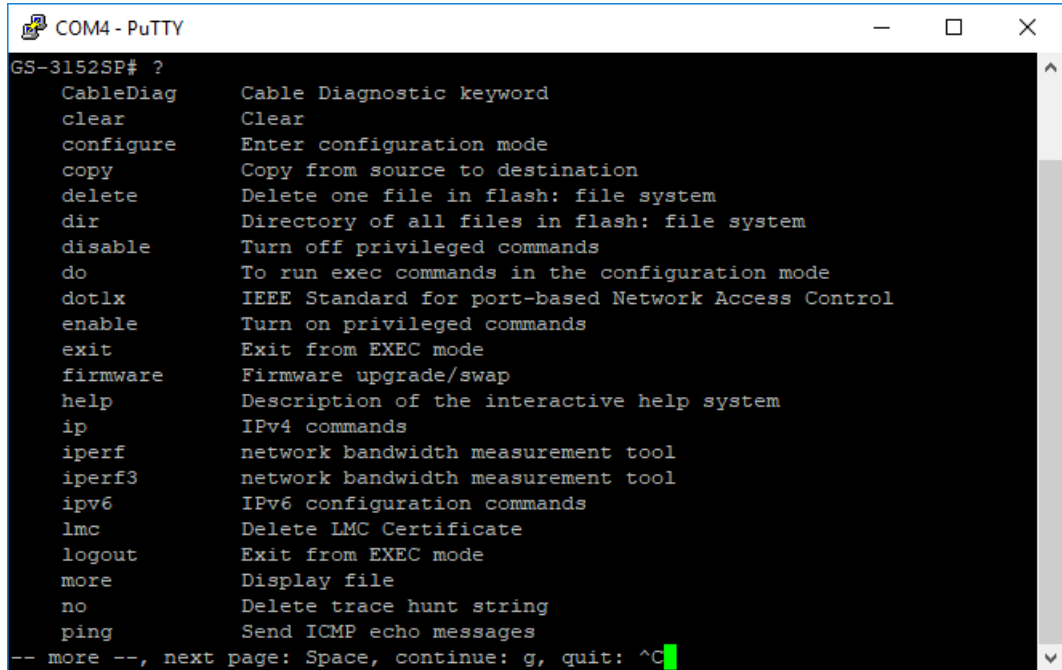 COM4 - PuTTY
GS-3152SP# ?
CableDiag Cable Diagnostic keyword
clear Clear
configure Enter configuration mode
copy Copy from source to destination
delete Delete one file in flash: file system
dir Directory of all files in flash: file system
disable Turn off privileged commands
do To run exec commands in the configuration mode
dot1x IEEE Standard for port-based Network Access Control
enable Turn on privileged commands
exit Exit from EXEC mode
firmware Firmware upgrade/swap
help Description of the interactive help system
ip IPv4 commands
iperf network bandwidth measurement tool
iperf3 network bandwidth measurement tool
ipv6 IPv6 configuration commands
lmc Delete LMC Certificate
logout Exit from EXEC mode
more Display file
no Delete trace hunt string
ping Send ICMP echo messages
-- more --, next page: Space, continue: g, quit: ^C